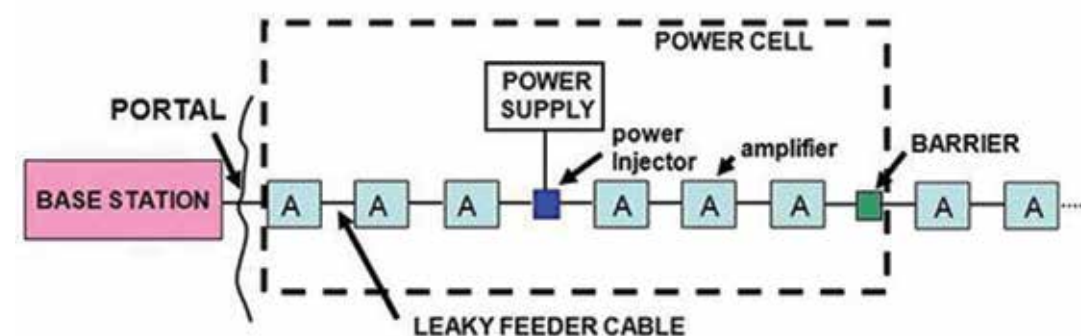 POWER CELL
POWER
SUPPLY
PORTAL
power
Injector
amplifier
BARRIER
BASE STATION
A A A A A A A A
LEAKY FEEDER CABLE